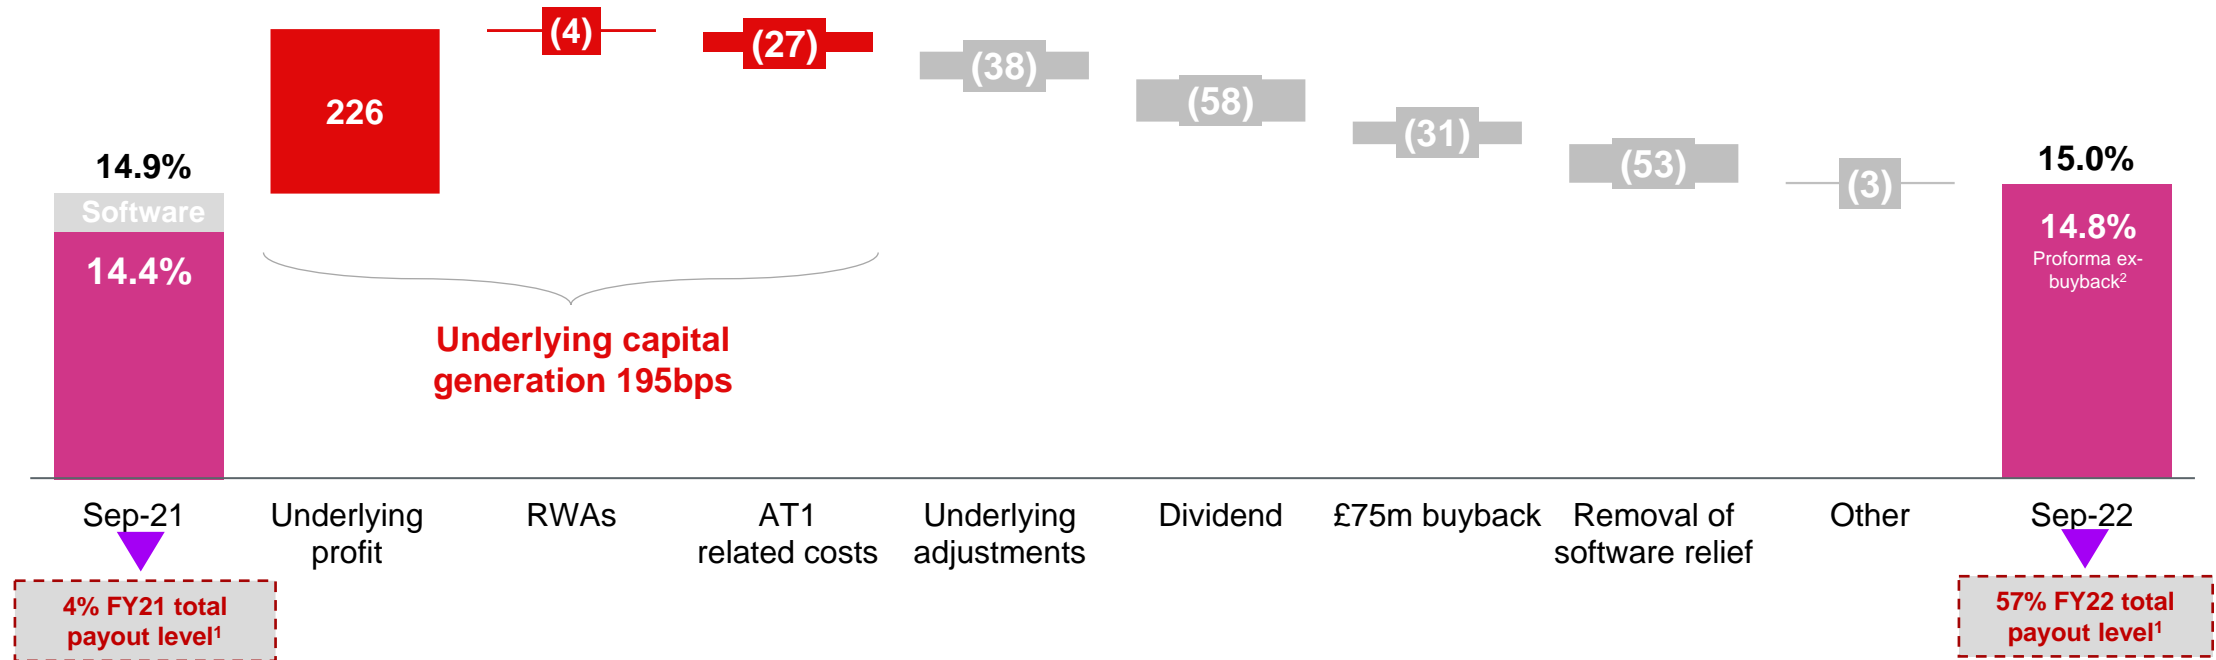 226
(4)
(27)
(38)
(58)
(31)
(53)
(3)
14.9%
Software
14.4%
15.0%
14.8%
Proforma ex-
buyback2
Underlying capital
generation 195bps
Sep-21
Underlying
profit
RWAs
AT1
related costs
Underlying
adjustments
Dividend
£75m buyback
Removal of
software relief
Other
Sep-22
4% FY21 total
payout level1
57% FY22 total
payout level1